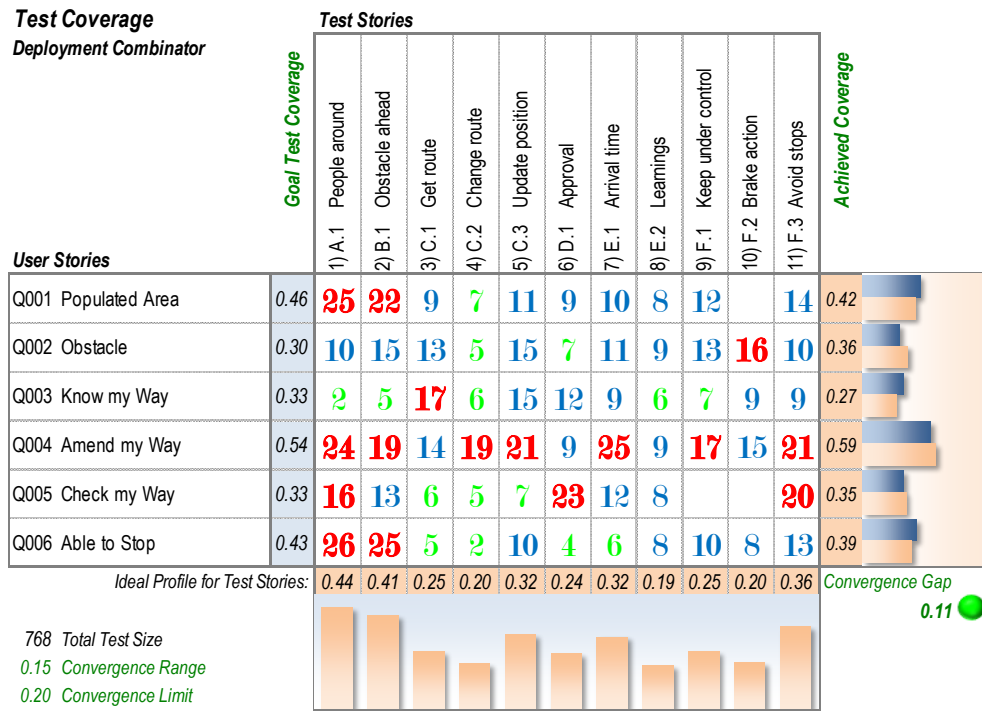 Test Coverage
Deployment Combinator
Test Stories
Goal Test Coverage
1) A.1 People around
2) B.1 Obstacle ahead
3) C.1 Get route
4) C.2 Change route
5) C.3 Update position
6) D.1 Approval
7) E.1 Arrival time
8) E.2 Learnings
9) F.1 Keep under control
10) F.2 Brake action
11) F.3 Avoid stops
Achieved Coverage
User Stories
Q001 Populated Area 0.46 25 22 9 7 11 9 10 8 12 14 0.42
Q002 Obstacle 0.30 10 15 13 5 15 7 11 9 13 16 10 0.36
Q003 Know my Way 0.33 2 5 17 6 15 12 9 6 7 9 9 0.27
Q004 Amend my Way 0.54 24 19 14 19 21 9 25 9 17 15 21 0.59
Q005 Check my Way 0.33 16 13 6 5 7 23 12 8 20 0.35
Q006 Able to Stop 0.43 26 25 5 2 10 4 6 8 10 8 13 0.39
Ideal Profile for Test Stories: 0.44 0.41 0.25 0.20 0.32 0.24 0.32 0.19 0.25 0.20 0.36 Convergence Gap
0.11
768 Total Test Size
0.15 Convergence Range
0.20 Convergence Limit